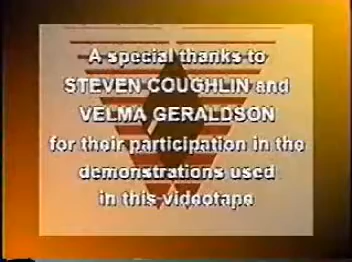 A special thanks to
STEVEN COUGHLIN and
VELMA GERALDSON
for their participation in the
demonstrations used
in this videotape